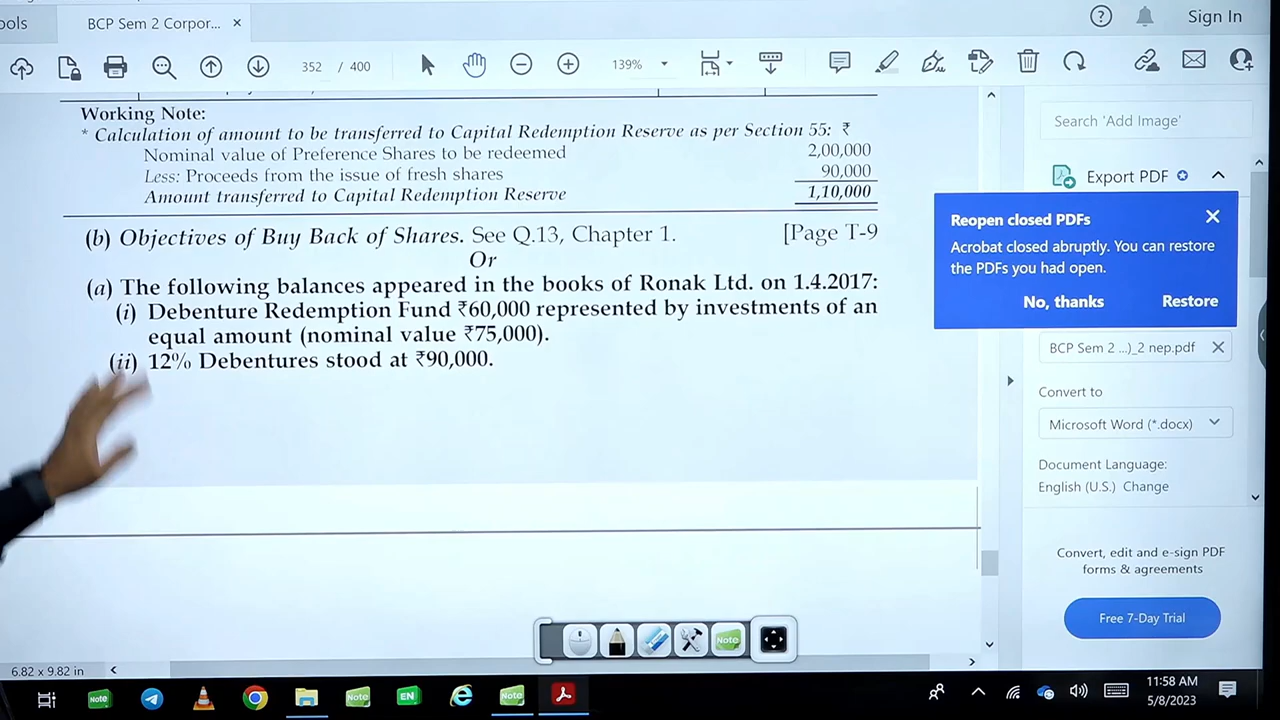 ools
BCP Sem 2 Corpor... ×
Sign In
352 / 400
139%
Working Note:
* Calculation of amount to be transferred to Capital Redemption Reserve as per Section 55: ₹
Nominal value of Preference Shares to be redeemed 2,00,000
Less: Proceeds from the issue of fresh shares 90,000
Amount transferred to Capital Redemption Reserve 1,10,000
(b) Objectives of Buy Back of Shares. See Q.13, Chapter 1. [Page T-9
Or
(a) The following balances appeared in the books of Ronak Ltd. on 1.4.2017:
(i) Debenture Redemption Fund ₹60,000 represented by investments of an
equal amount (nominal value ₹75,000).
(ii) 12% Debentures stood at ₹90,000.
Search 'Add Image'
Export PDF
Reopen closed PDFs
Acrobat closed abruptly. You can restore
the PDFs you had open.
No, thanks Restore
BCP Sem 2 ...)_2 nep.pdf
Convert to
Microsoft Word (*.docx)
Document Language:
English (U.S.) Change
Convert, edit and e-sign PDF
forms & agreements
Free 7-Day Trial
Note
6.82 x 9.82 in
Note
Note
EN
Note
11:58 AM
5/8/2023